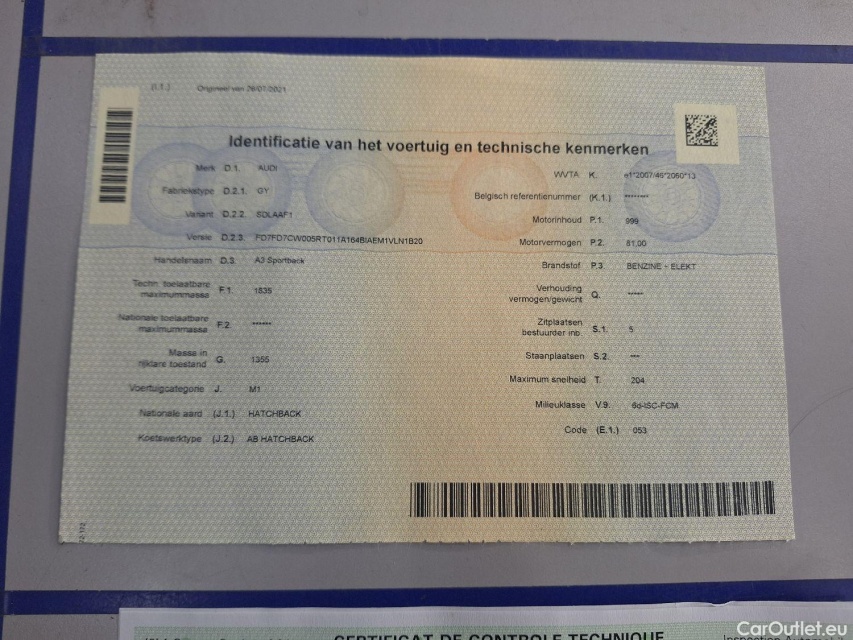 (I.1.) Origineel van 26/07/2021
Identificatie van het voertuig en technische kenmerken
Merk D.1. AUDI
Fabriekstype D.2.1. GY
Variant D.2.2. SDLAAF1
Versie D.2.3. FD7FD7CW005RT011A164BIAEM1VLN1B20
Handelsnaam D.3. A3 Sportback
Techn. toelaatbare
maximummassa F.1. 1835
Nationale toelaatbare
maximummassa F.2. ******
Massa in
rijklare toestand G. 1355
Voertuigcategorie J. M1
Nationale aard (J.1.) HATCHBACK
Koetswerktype (J.2.) AB HATCHBACK
WVTA K. e1*2007/46*2060*13
Belgisch referentienummer (K.1.) ********
Motorinhoud P.1. 999
Motorvermogen P.2. 81,00
Brandstof P.3. BENZINE + ELEKT
Verhouding
vermogen/gewicht Q. *****
Zitplaatsen
bestuurder inb. S.1. 5
Staanplaatsen S.2. ***
Maximum snelheid T. 204
Milieuklasse V.9. 6d-ISC-FCM
Code (E.1.) 053
CERTIFICAT DE CONTROLE TECHNIQUE
CarOutlet.eu